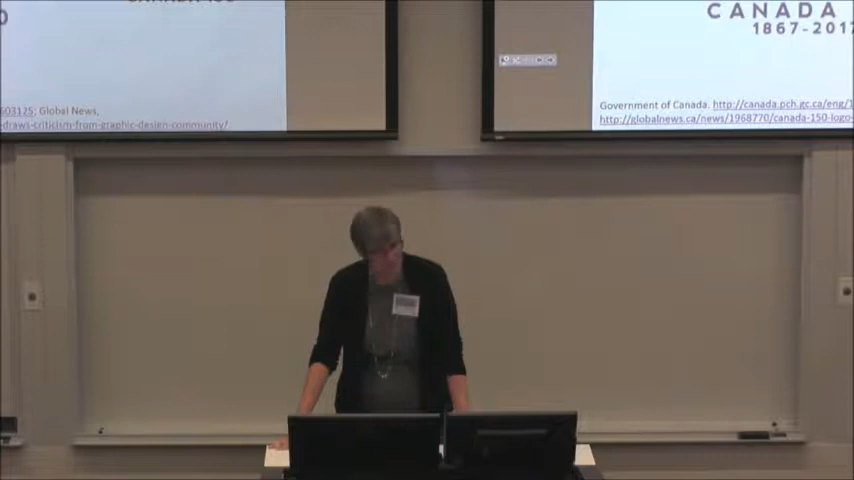 603125; Global News,
draws-criticism-from-graphic-design-community/
CANADA
1867-2017
Government of Canada. http://canada.pch.gc.ca/eng/1
http://globalnews.ca/news/1968770/canada-150-logo-